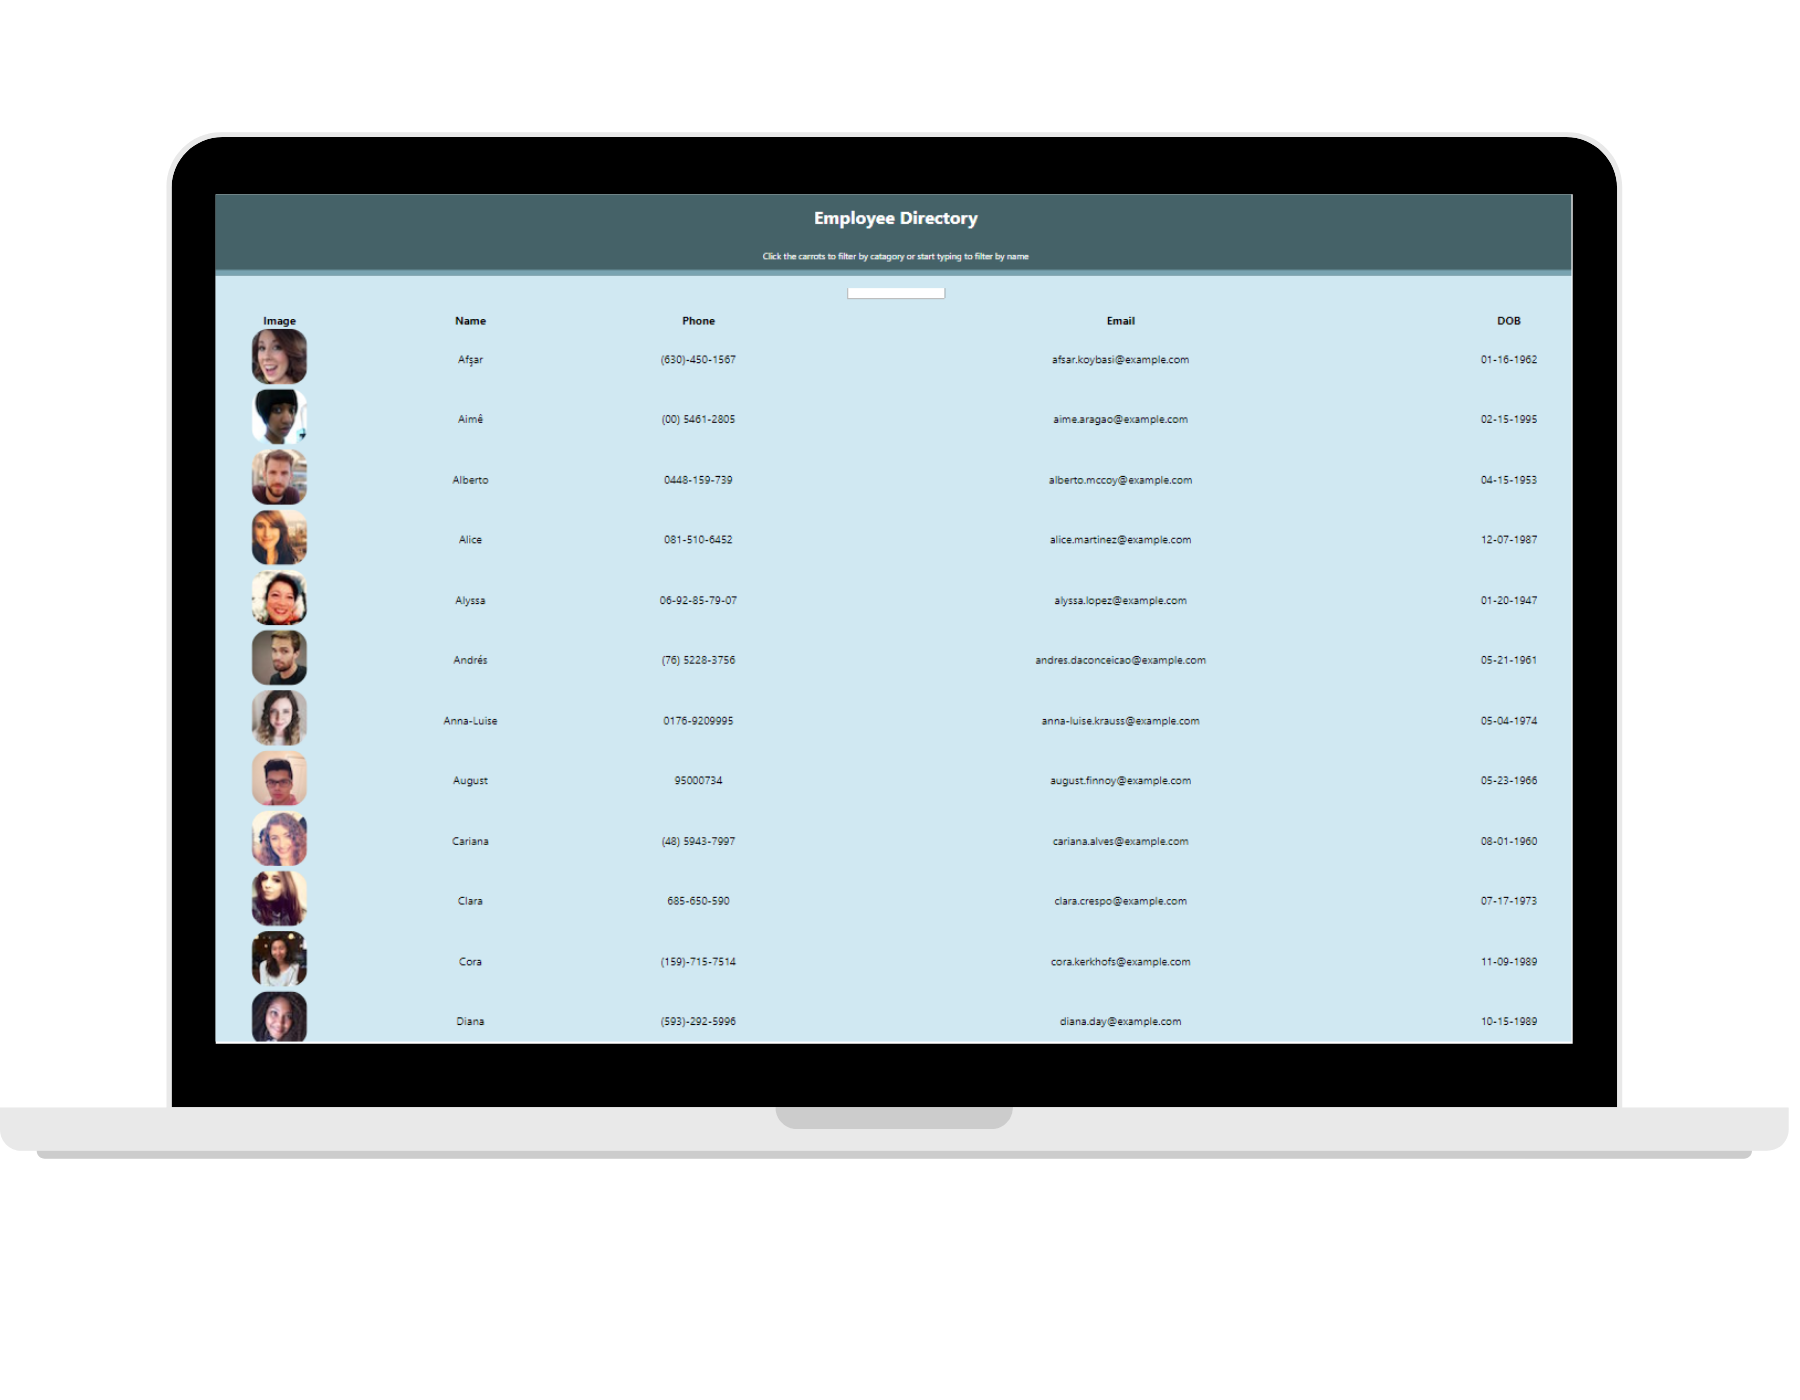 Employee Directory
Click the carrots to filter by catagory or start typing to filter by name
Image Name Phone Email DOB
Afşar (630)-450-1567 afsar.koybasi@example.com 01-16-1962
Aimê (00) 5461-2805 aime.aragao@example.com 02-15-1995
Alberto 0448-159-739 alberto.mccoy@example.com 04-15-1953
Alice 081-510-6452 alice.martinez@example.com 12-07-1987
Alyssa 06-92-85-79-07 alyssa.lopez@example.com 01-20-1947
Andrés (76) 5228-3756 andres.daconceicao@example.com 05-21-1961
Anna-Luise 0176-9209995 anna-luise.krauss@example.com 05-04-1974
August 95000734 august.finnoy@example.com 05-23-1966
Cariana (48) 5943-7997 cariana.alves@example.com 08-01-1960
Clara 685-650-590 clara.crespo@example.com 07-17-1973
Cora (159)-715-7514 cora.kerkhofs@example.com 11-09-1989
Diana (593)-292-5996 diana.day@example.com 10-15-1989